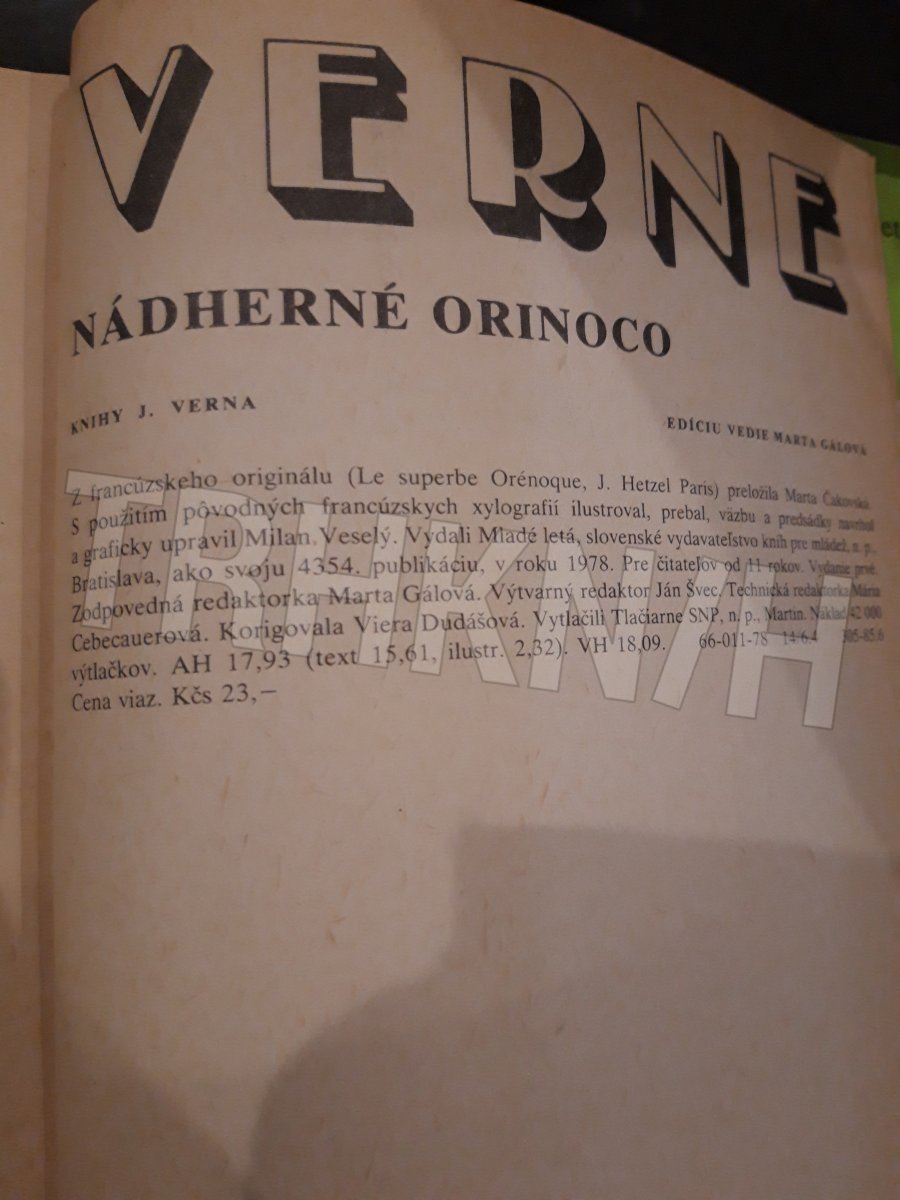 VERNE
NÁDHERNÉ ORINOCO
KNIHY J. VERNA
EDÍCIU VEDIE MARTA GÁLOVÁ
Z francúzskeho originálu (Le superbe Orénoque, J. Hetzel Paris) preložila Marta Čakovská.
S použitím pôvodných francúzskych xylografií ilustroval, prebal, väzbu a predsádky navrhol
a graficky upravil Milan Veselý. Vydali Mladé letá, slovenské vydavateľstvo kníh pre mládež, n. p.,
Bratislava, ako svoju 4354. publikáciu, v roku 1978. Pre čitateľov od 11 rokov. Vydanie prvé.
Zodpovedná redaktorka Marta Gálová. Výtvarný redaktor Ján Švec. Technická redaktorka Mária
Cebecauerová. Korigovala Viera Dudášová. Vytlačili Tlačiarne SNP, n. p., Martin. Náklad 42 000
výtlačkov. AH 17,93 (text 15,61, ilustr. 2,32). VH 18,09. 66-011-78 14/6.4 305-85.6
Cena viaz. Kčs 23,—
et